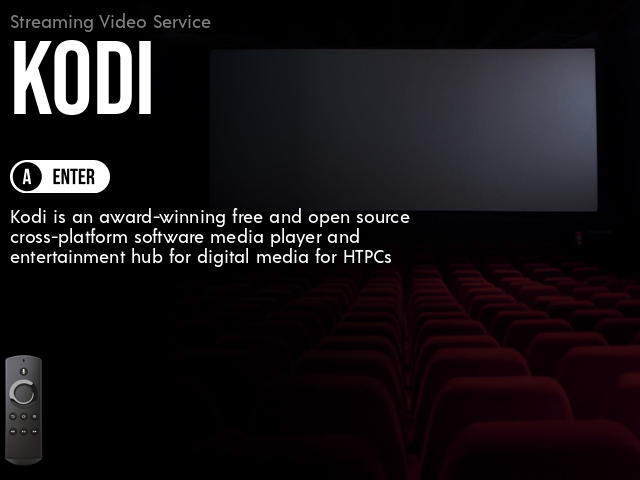 Streaming Video Service
KODI
A ENTER
Kodi is an award-winning free and open source
cross-platform software media player and
entertainment hub for digital media for HTPCs